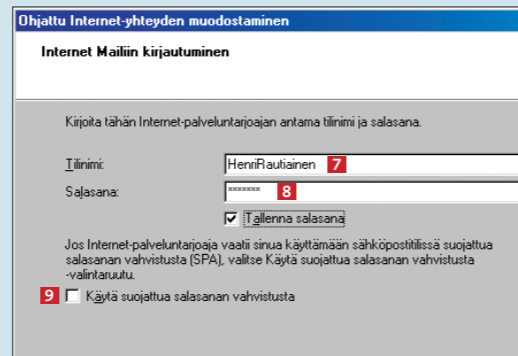 Ohjattu Internet-yhteyden muodostaminen
Internet Mailiin kirjautuminen
Kirjoita tähän Internet-palveluntarjoajan antama tilinimi ja salasana.
Tilinimi: HenriRautiainen 7
Salasana: ******* 8
Tallenna salasana
Jos Internet-palveluntarjoaja vaatii sinua käyttämään sähköpostitilissä suojattua
salasanan vahvistusta (SPA), valitse Käytä suojattua salasanan vahvistusta
-valintaruutu.
9 Käytä suojattua salasanan vahvistusta